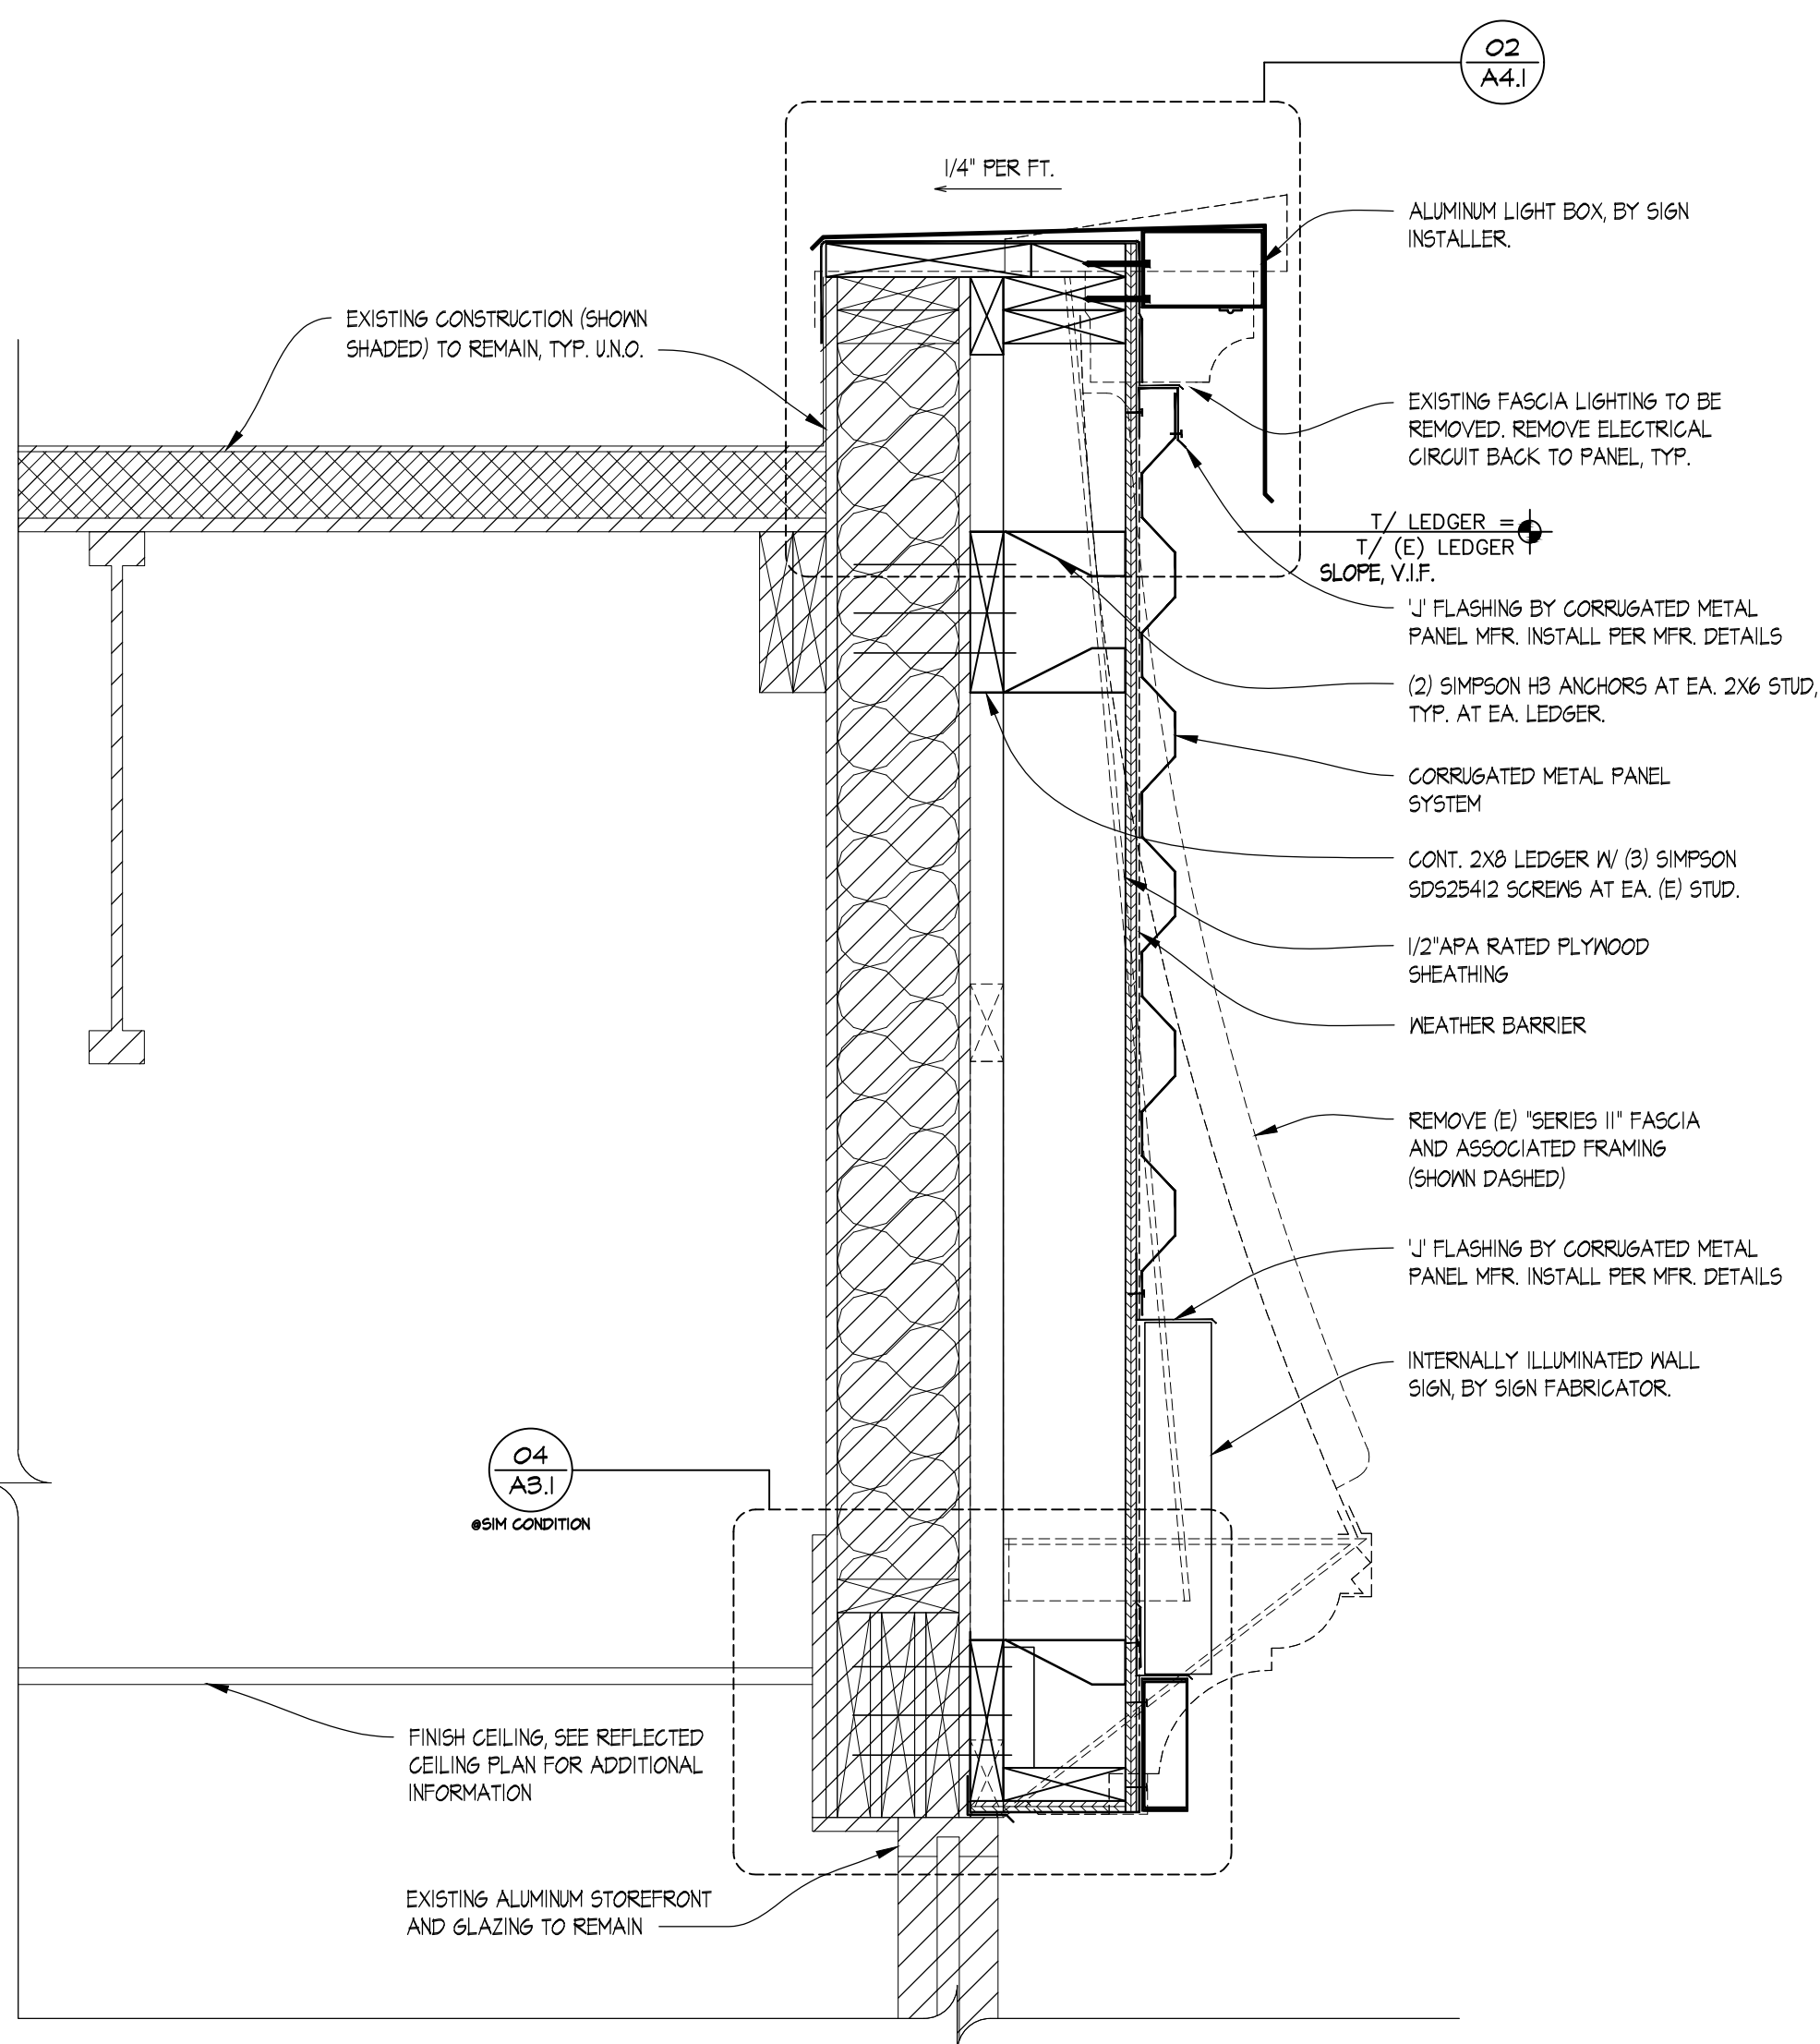 02
A4.1
1/4" PER FT.
ALUMINUM LIGHT BOX, BY SIGN
INSTALLER.
EXISTING CONSTRUCTION (SHOWN
SHADED) TO REMAIN, TYP. U.N.O.
EXISTING FASCIA LIGHTING TO BE
REMOVED. REMOVE ELECTRICAL
CIRCUIT BACK TO PANEL, TYP.
T/ LEDGER =
T/ (E) LEDGER
SLOPE, V.I.F.
'J' FLASHING BY CORRUGATED METAL
PANEL MFR. INSTALL PER MFR. DETAILS
(2) SIMPSON H3 ANCHORS AT EA. 2X6 STUD,
TYP. AT EA. LEDGER.
CORRUGATED METAL PANEL
SYSTEM
CONT. 2X8 LEDGER W/ (3) SIMPSON
SDS25412 SCREWS AT EA. (E) STUD.
1/2"APA RATED PLYWOOD
SHEATHING
WEATHER BARRIER
REMOVE (E) "SERIES II" FASCIA
AND ASSOCIATED FRAMING
(SHOWN DASHED)
'J' FLASHING BY CORRUGATED METAL
PANEL MFR. INSTALL PER MFR. DETAILS
INTERNALLY ILLUMINATED WALL
SIGN, BY SIGN FABRICATOR.
04
A3.1
@SIM CONDITION
FINISH CEILING, SEE REFLECTED
CEILING PLAN FOR ADDITIONAL
INFORMATION
EXISTING ALUMINUM STOREFRONT
AND GLAZING TO REMAIN